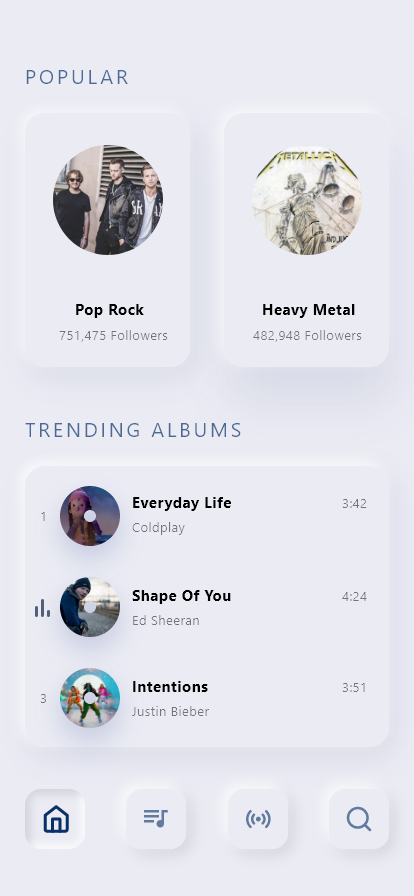 POPULAR
METALLICA
Pop Rock
751,475 Followers
Heavy Metal
482,948 Followers
TRENDING ALBUMS
1
Everyday Life
3:42
Coldplay
Shape Of You
4:24
Ed Sheeran
3
Intentions
3:51
Justin Bieber